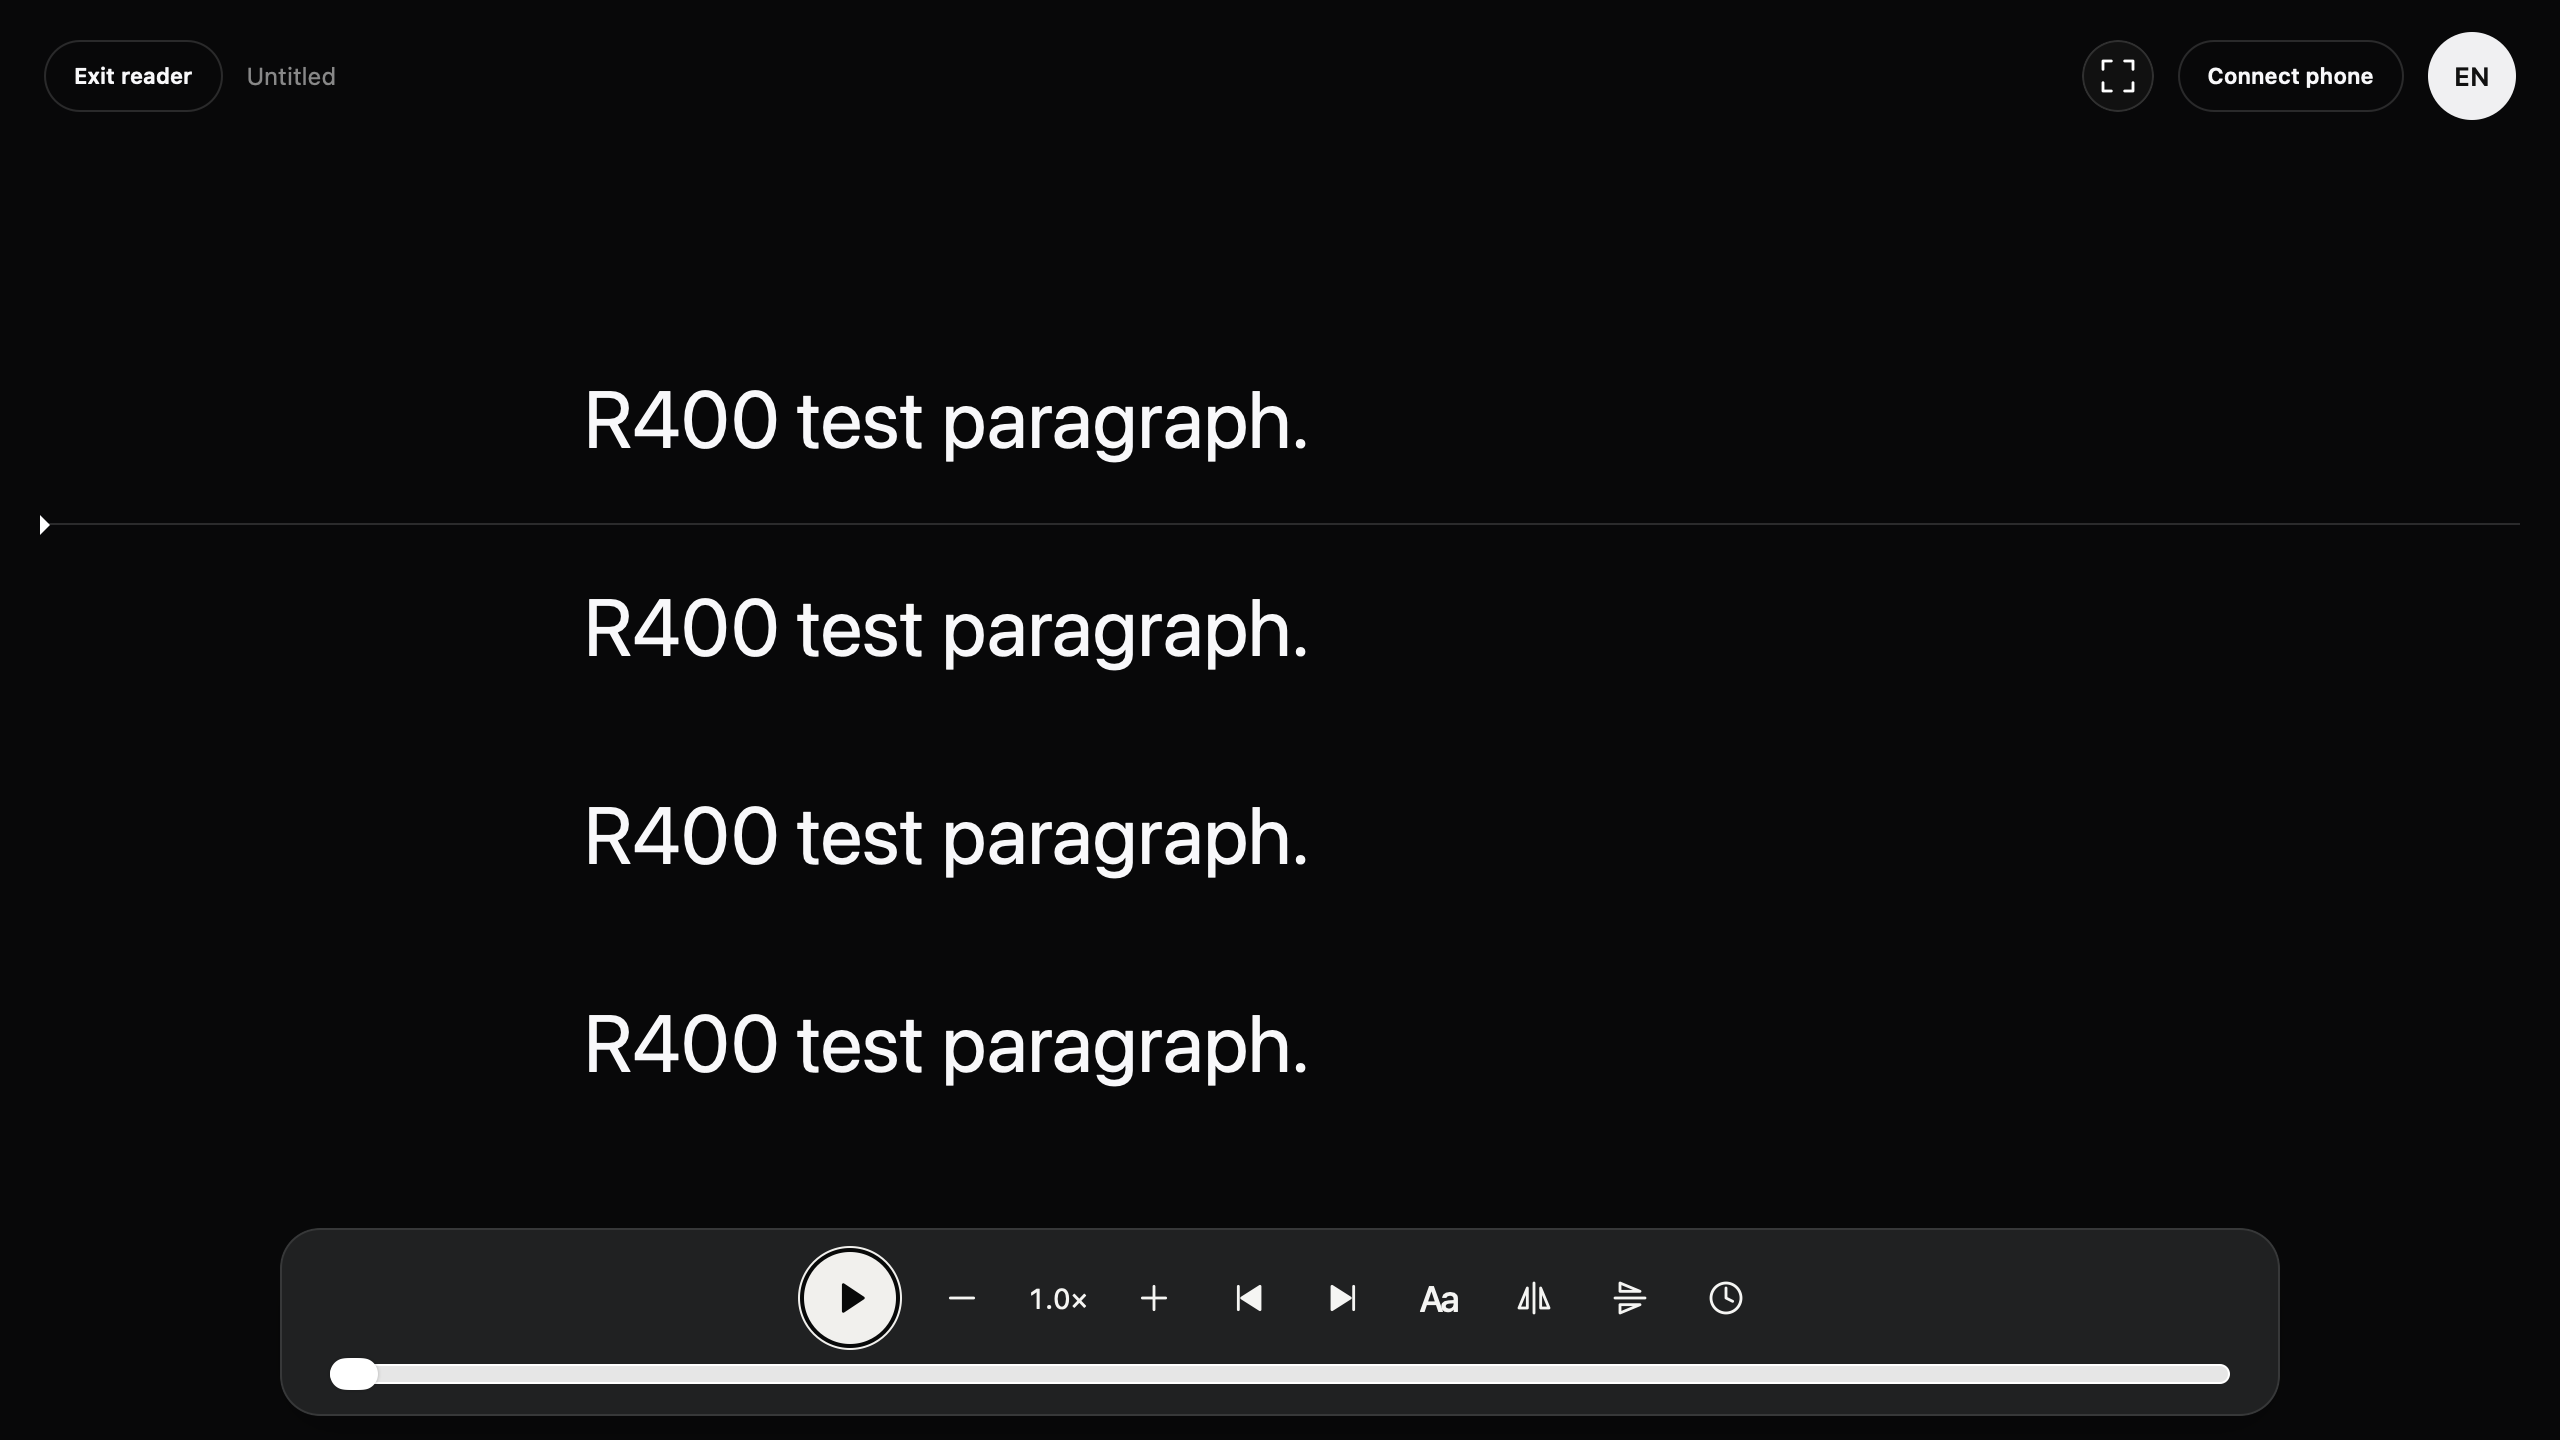 Exit reader
Untitled
Connect phone
EN
R400 test paragraph.
R400 test paragraph.
R400 test paragraph.
R400 test paragraph.
1.0×
Aa